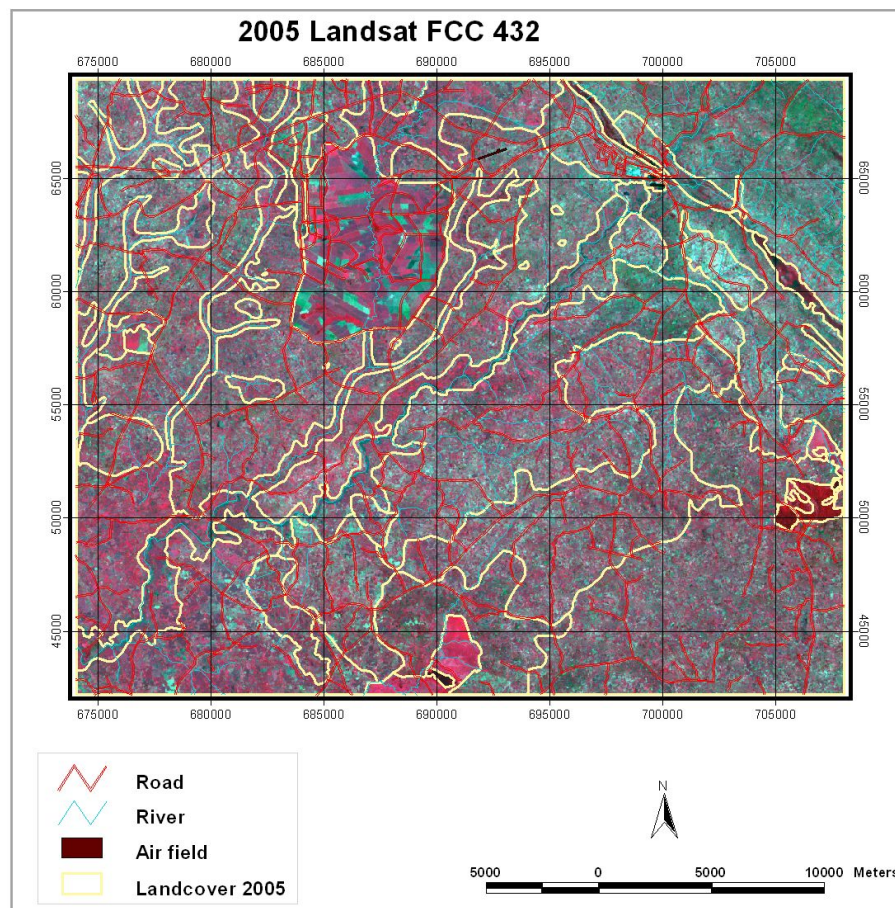 2005 Landsat FCC 432
675000 680000 685000 690000 695000 700000 705000
65000 65000
60000 60000
55000 55000
50000 50000
45000 45000
675000 680000 685000 690000 695000 700000 705000
Road
River
Air field
Landcover 2005
N
5000 0 5000 10000 Meters